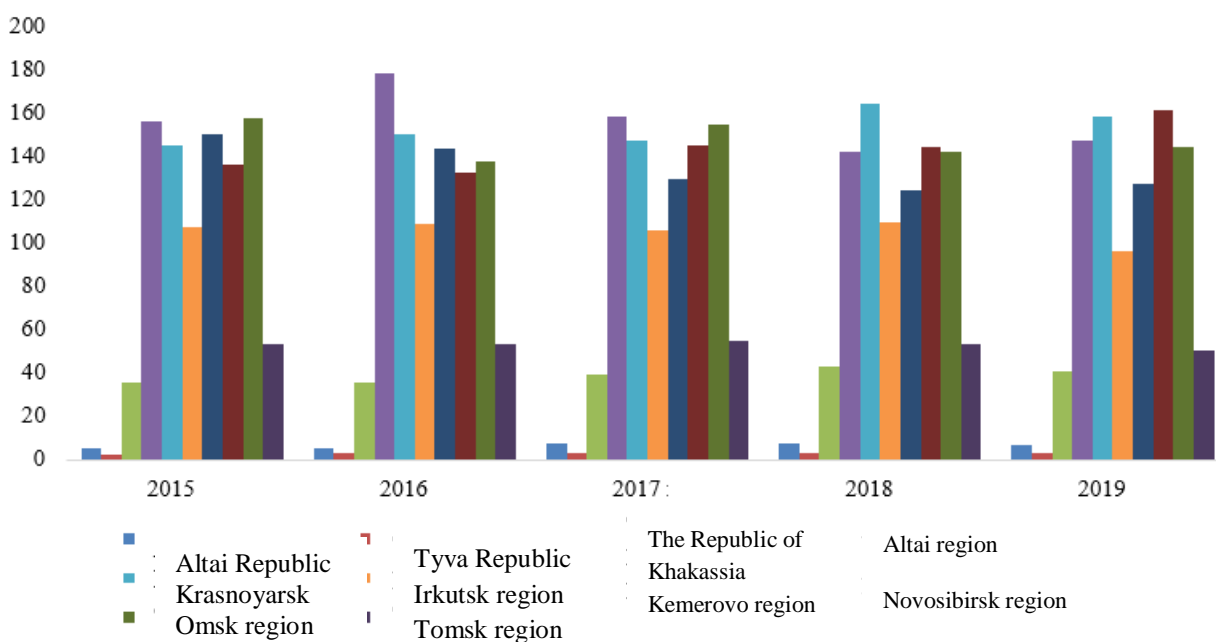 200
180
160
140
120
100
80
60
40
20
0
2015 2016 2017: 2018 2019
Altai Republic Tyva Republic The Republic of Khakassia Altai region
Krasnoyarsk Irkutsk region Kemerovo region Novosibirsk region
Omsk region Tomsk region